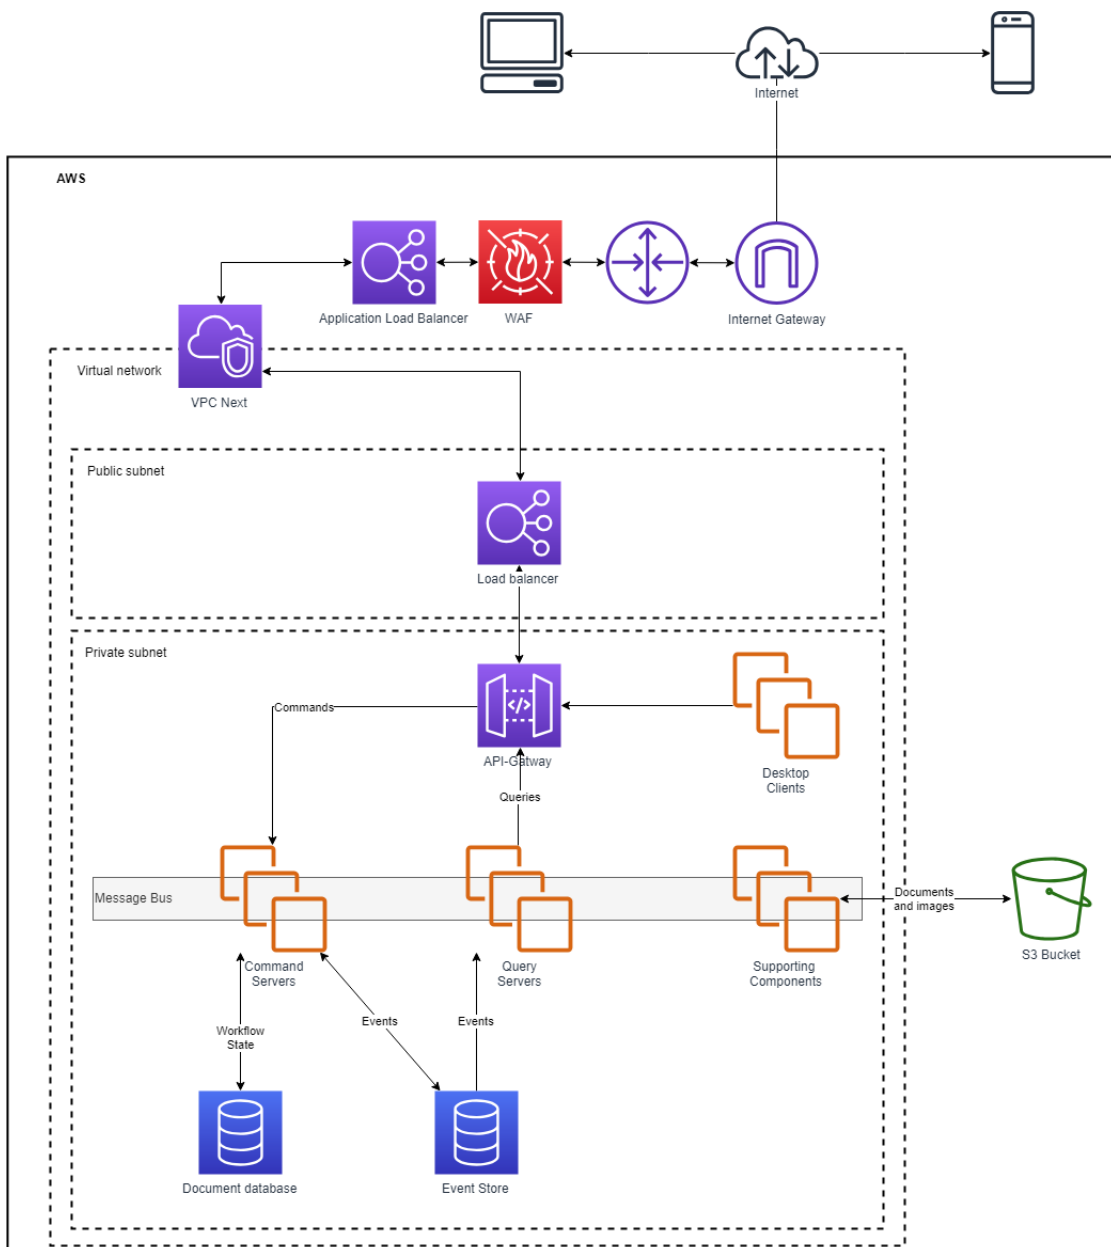 Internet
AWS
Application Load Balancer
WAF
Internet Gateway
Virtual network
VPC Next
Public subnet
Load balancer
Private subnet
Commands
API-Gatway
Desktop
Clients
Queries
Message Bus
Documents
and images
Command
Servers
Query
Servers
Supporting
Components
S3 Bucket
Workflow
State
Events
Events
Document database
Event Store